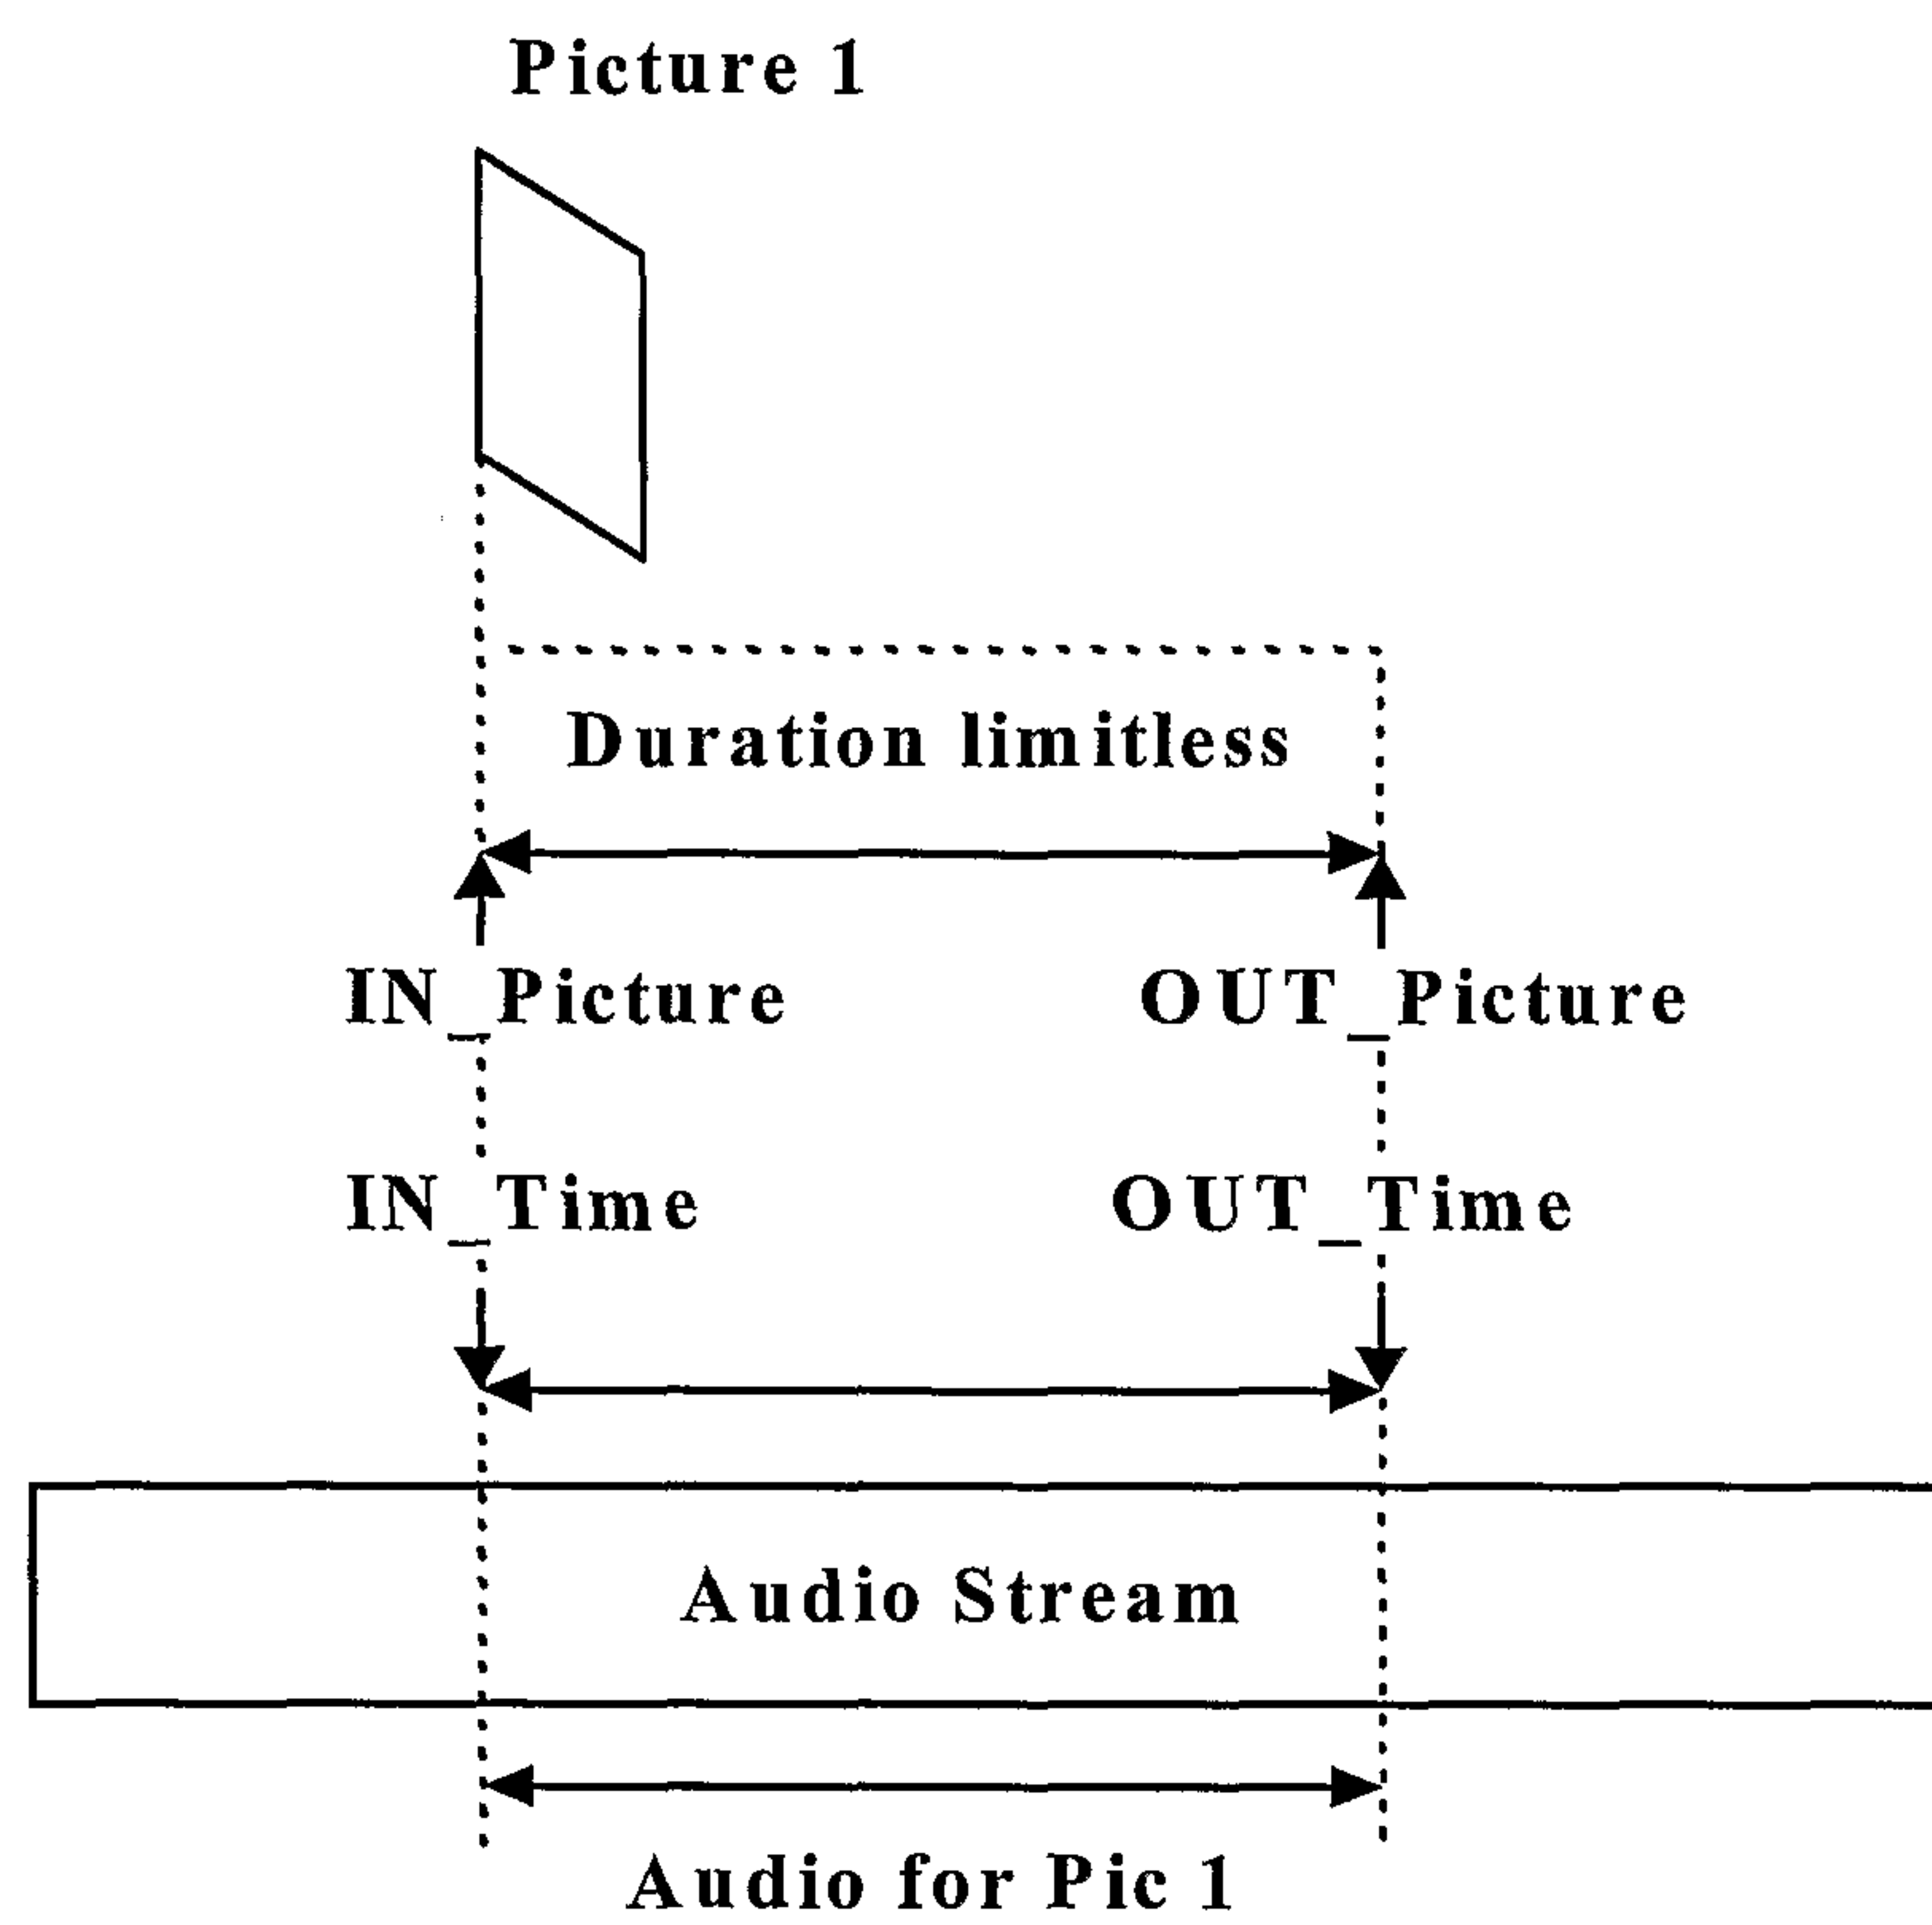 Picture 1
Duration limitless
IN_Picture OUT_Picture
IN_Time OUT_Time
Audio Stream
Audio for Pic 1